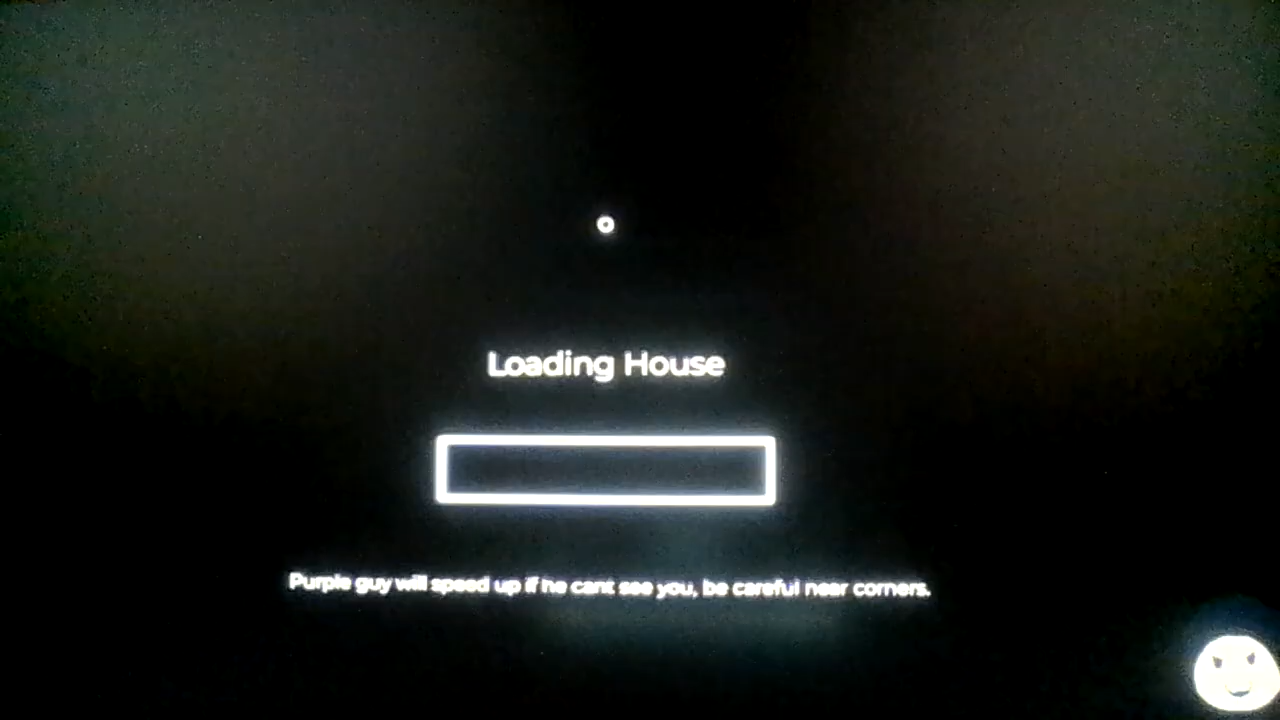 Loading House
Purple guy will speed up if he cant see you, be careful near corners.